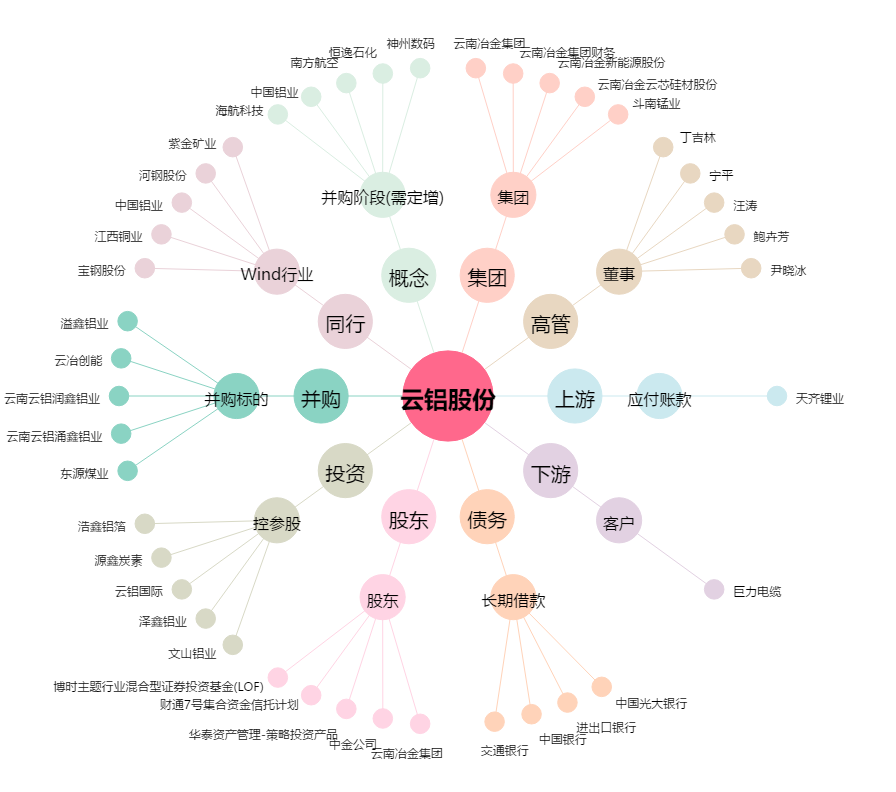 神州数码
恒逸石化
南方航空
中国铝业
海航科技
并购阶段(需定增)
概念
云南冶金集团
云南冶金集团财务
云南冶金新能源股份
云南冶金云芯硅材股份
斗南锰业
集团
集团
丁吉林
宁平
汪涛
鲍卉芳
尹晓冰
董事
高管
紫金矿业
河钢股份
中国铝业
江西铜业
宝钢股份
Wind行业
同行
溢鑫铝业
云冶创能
云南云铝润鑫铝业
云南云铝涌鑫铝业
东源煤业
并购标的
并购
云铝股份
上游
应付账款
天齐锂业
投资
控参股
浩鑫铝箔
源鑫炭素
云铝国际
泽鑫铝业
文山铝业
下游
客户
巨力电缆
股东
股东
博时主题行业混合型证券投资基金(LOF)
财通7号集合资金信托计划
华泰资产管理-策略投资产品
中金公司
云南冶金集团
债务
长期借款
中国光大银行
进出口银行
中国银行
交通银行